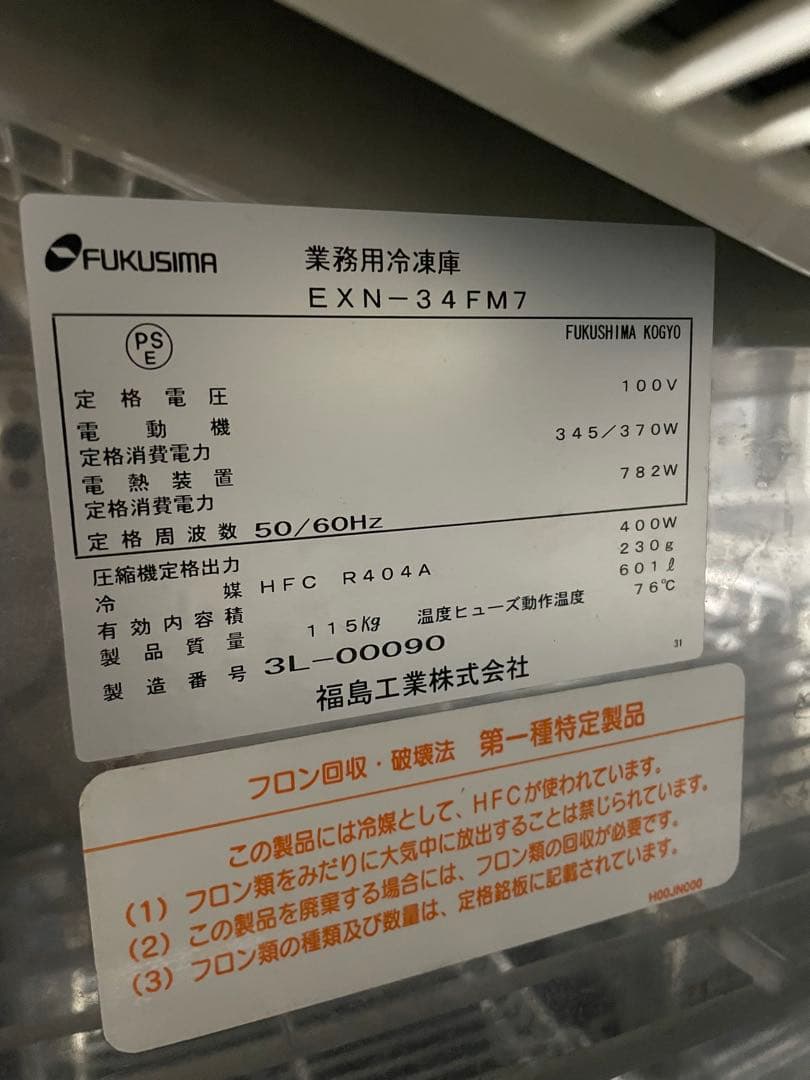 FUKUSIMA 業務用冷凍庫
EXN-34FM7
PSE FUKUSHIMA KOGYO
定格電圧 100V
電動機
定格消費電力 345/370W
電熱装置
定格消費電力 782W
定格周波数 50/60Hz
圧縮機定格出力 400W
冷媒 HFC R404A 230g
有効内容積 601ℓ
製品質量 115kg 温度ヒューズ動作温度 76℃
製造番号 3L-00090
福島工業株式会社 31
フロン回収・破壊法 第一種特定製品
この製品には冷媒として、HFCが使われています。
(1) フロン類をみだりに大気中に放出することは禁じられています。
(2) この製品を廃棄する場合には、フロン類の回収が必要です。
(3) フロン類の種類及び数量は、定格銘板に記載されています。
H00JN000